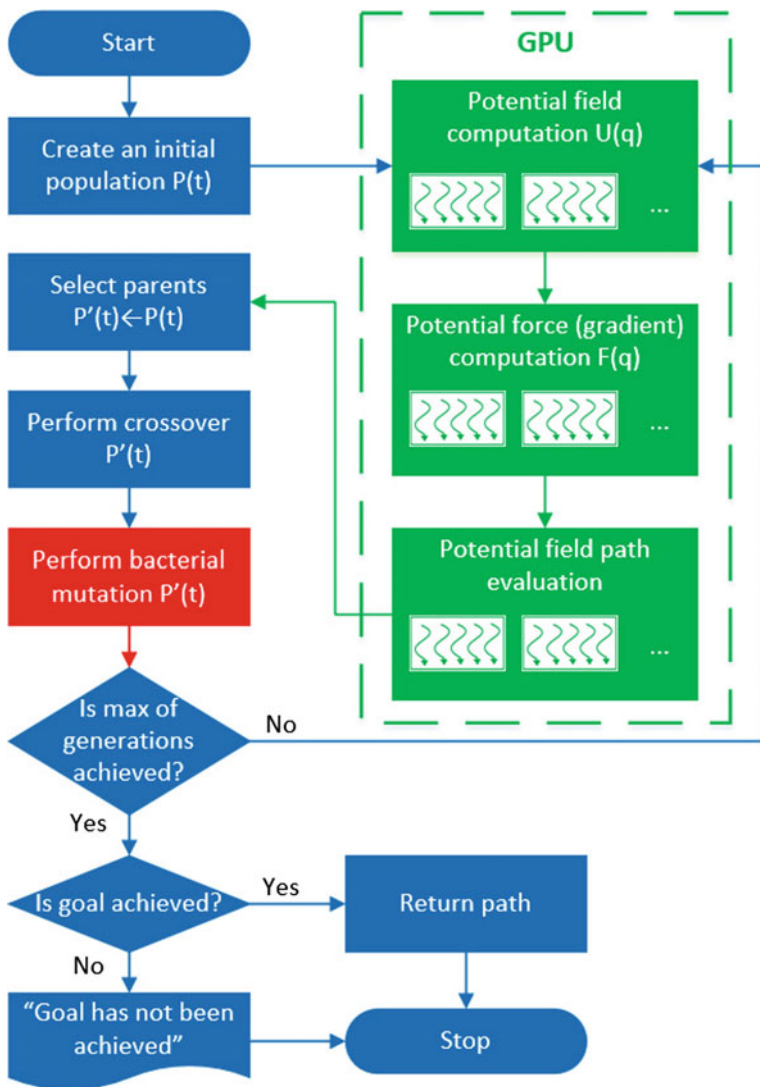 Start
Create an initial
population P(t)
GPU
Potential field
computation U(q)
...
Potential force (gradient)
computation F(q)
...
Potential field path
evaluation
...
Select parents
P'(t)←P(t)
Perform crossover
P'(t)
Perform bacterial
mutation P'(t)
Is max of
generations
achieved?
No
Yes
Is goal achieved?
Yes
Return path
No
“Goal has not been
achieved”
Stop